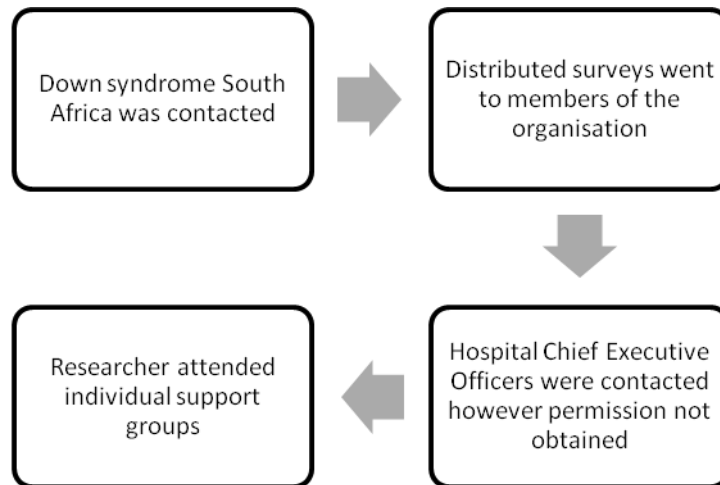 Down syndrome South
Africa was contacted
Distributed surveys went
to members of the
organisation
Hospital Chief Executive
Officers were contacted
however permission not
obtained
Researcher attended
individual support
groups